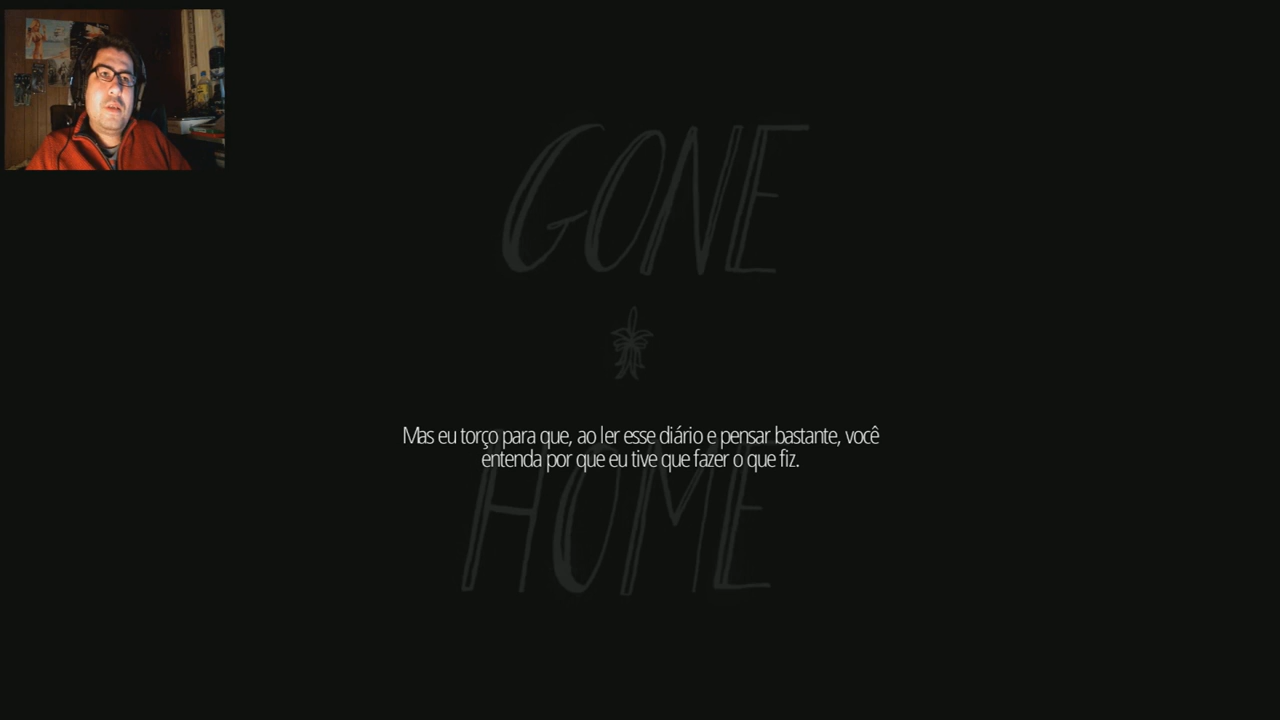 GONE
Mas eu torço para que, ao ler esse diário e pensar bastante, você
entenda por que eu tive que fazer o que fiz.
HOME